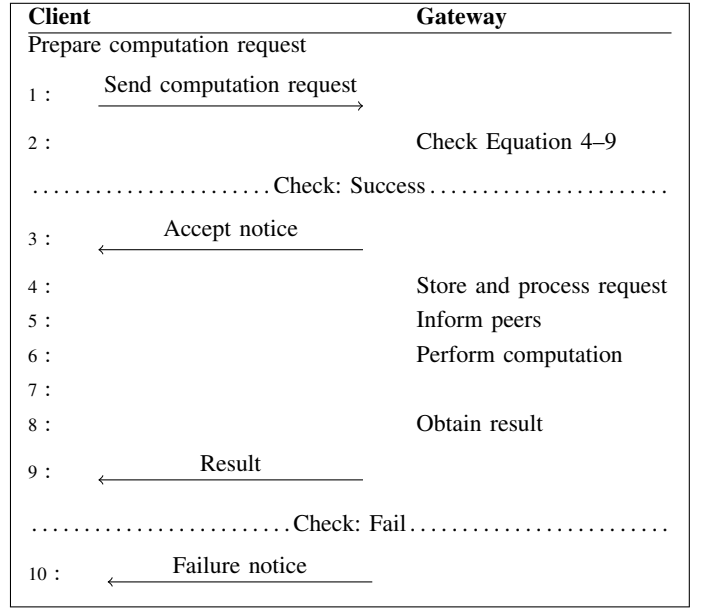 Client Gateway
Prepare computation request
1 : Send computation request
2 : Check Equation 4–9
........................Check: Success........................
3 : Accept notice
4 : Store and process request
5 : Inform peers
6 : Perform computation
7 :
8 : Obtain result
9 : Result
..........................Check: Fail..........................
10 : Failure notice